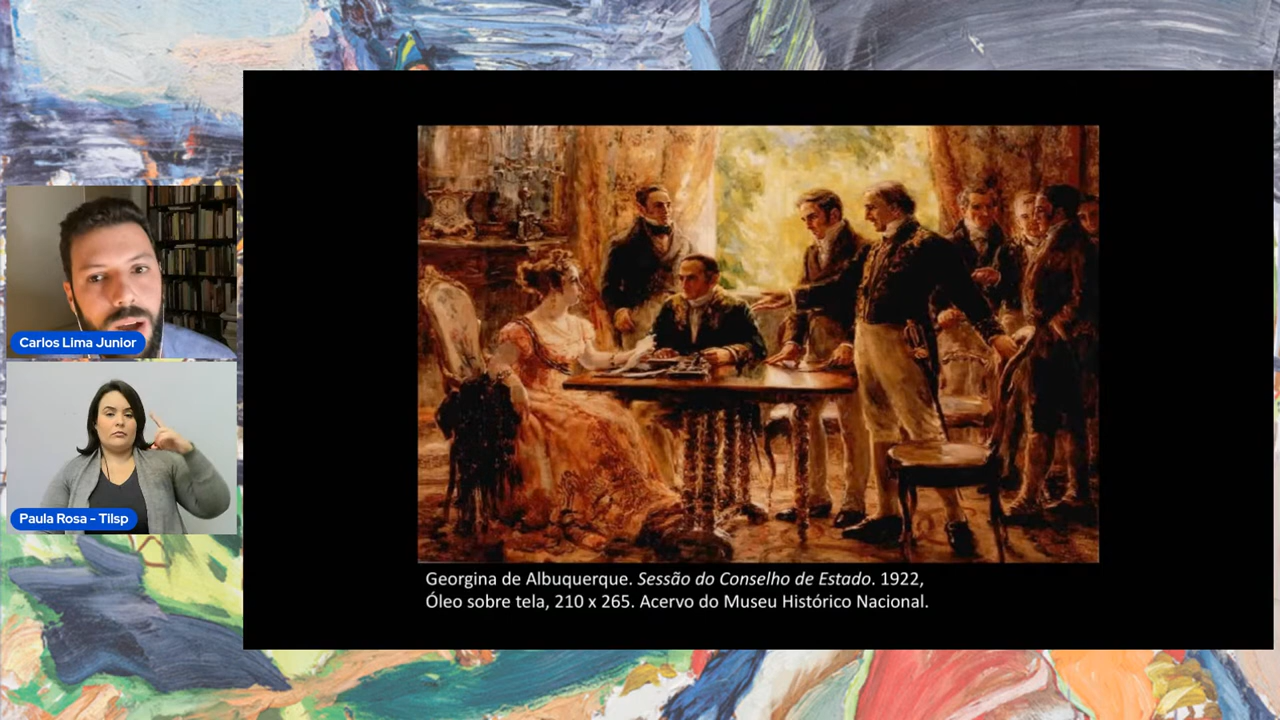 Carlos Lima Junior
Paula Rosa - Tilsp
Georgina de Albuquerque. Sessão do Conselho de Estado. 1922,
Óleo sobre tela, 210 x 265. Acervo do Museu Histórico Nacional.